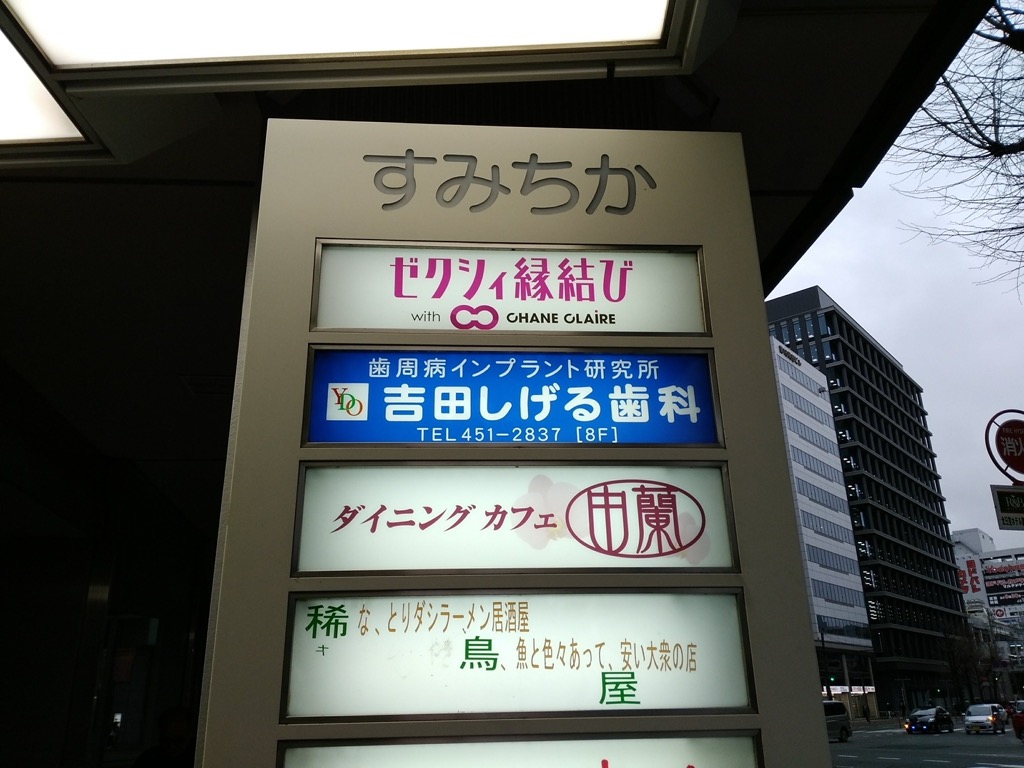 すみちか
ゼクシィ縁結び
with CHANE CLAIRE
歯周病インプラント研究所
YDO 吉田しげる歯科
TEL 451-2837 [8F]
ダイニング カフェ 由蘭
稀 な、とりダシラーメン居酒屋
キ
鳥、魚と色々あって、安い大衆の店
屋
消火